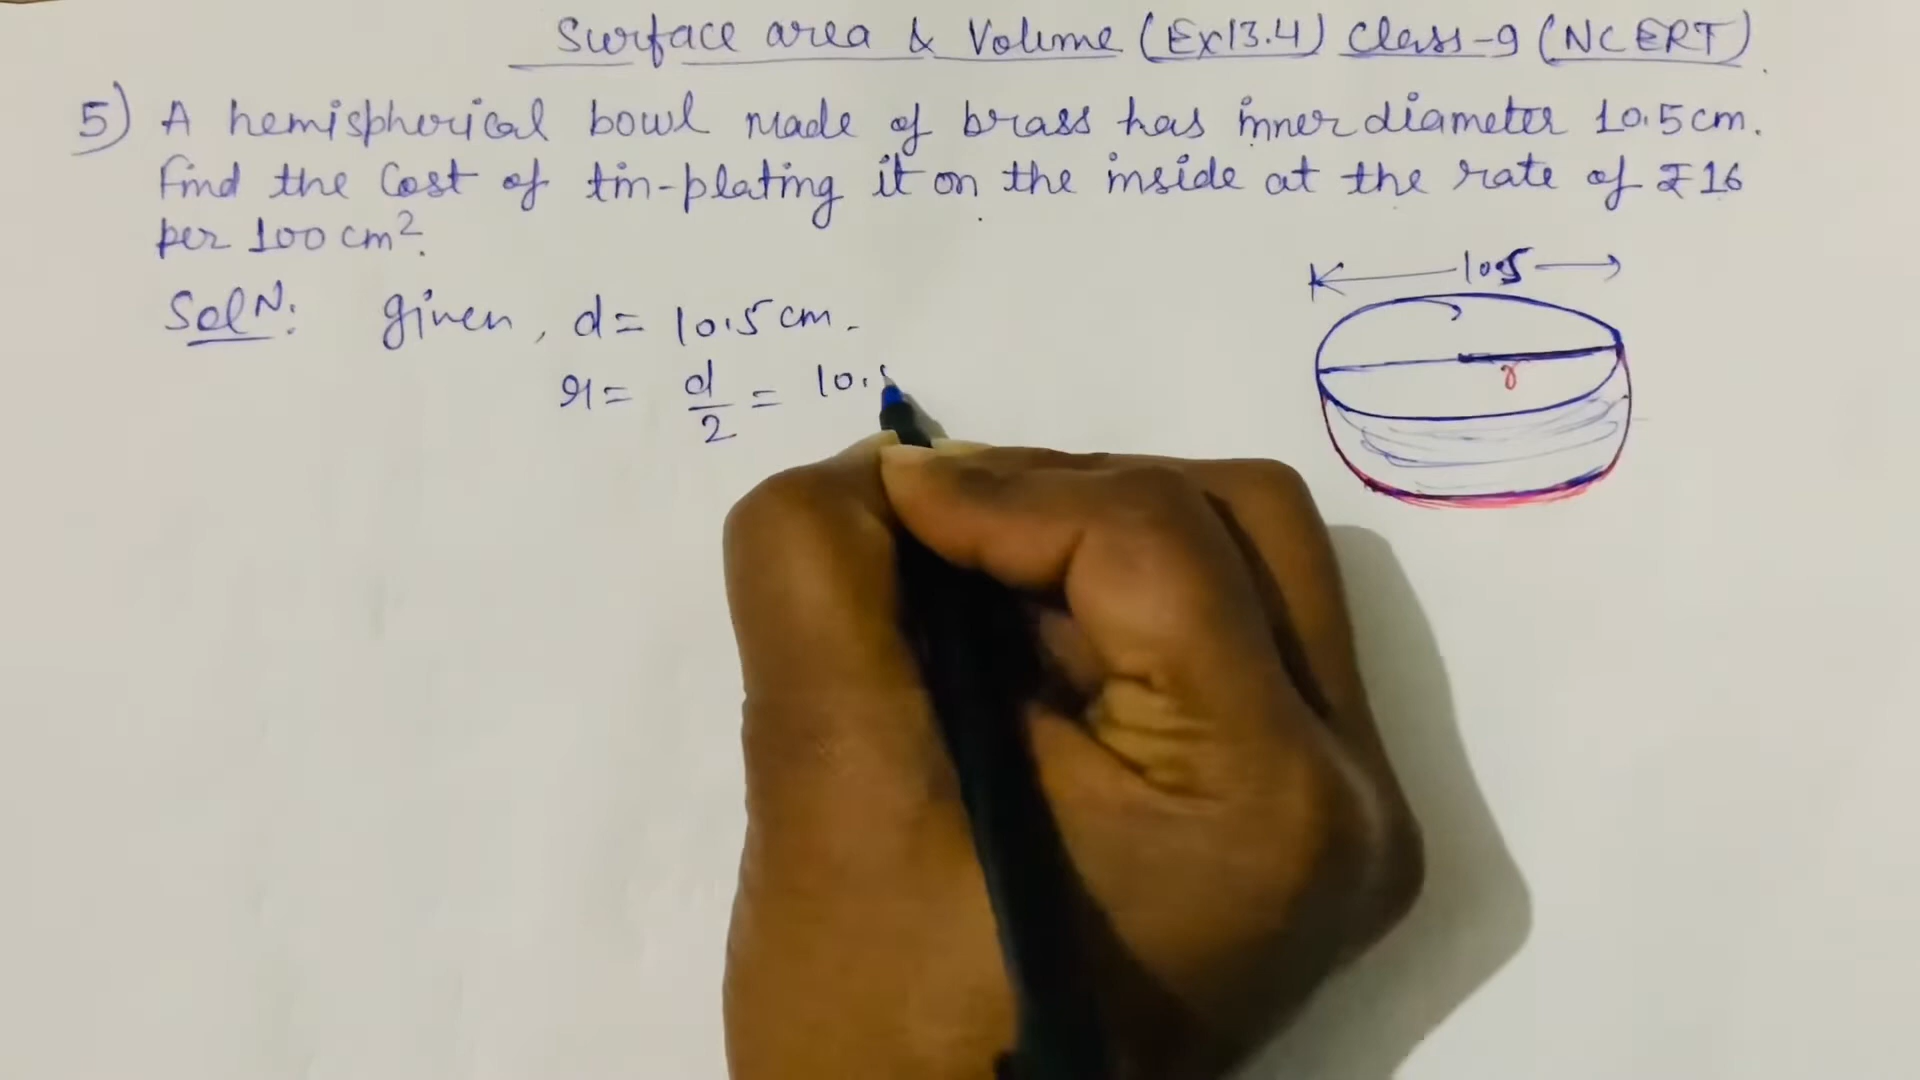 Surface area & Volume (Ex13.4) Class-9 (NCERT)
5) A hemispherical bowl made of brass has inner diameter 10.5cm.
Find the Cost of tin-plating it on the inside at the rate of ₹16
per 100 cm².
SolN: given, d= 10.5 cm.
r= d/2 = 10.5
10.5
r